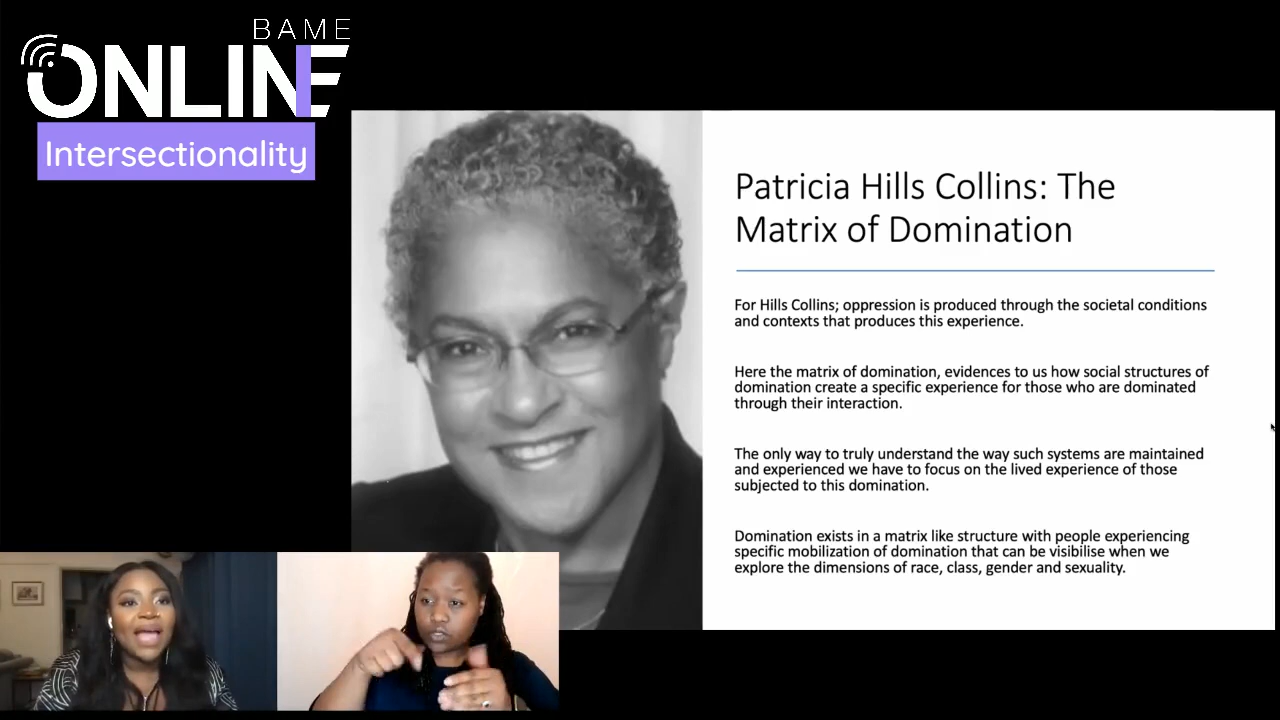 BAME
ONLINE
Intersectionality
Patricia Hills Collins: The
Matrix of Domination
For Hills Collins; oppression is produced through the societal conditions
and contexts that produces this experience.
Here the matrix of domination, evidences to us how social structures of
domination create a specific experience for those who are dominated
through their interaction.
The only way to truly understand the way such systems are maintained
and experienced we have to focus on the lived experience of those
subjected to this domination.
Domination exists in a matrix like structure with people experiencing
specific mobilization of domination that can be visibilise when we
explore the dimensions of race, class, gender and sexuality.